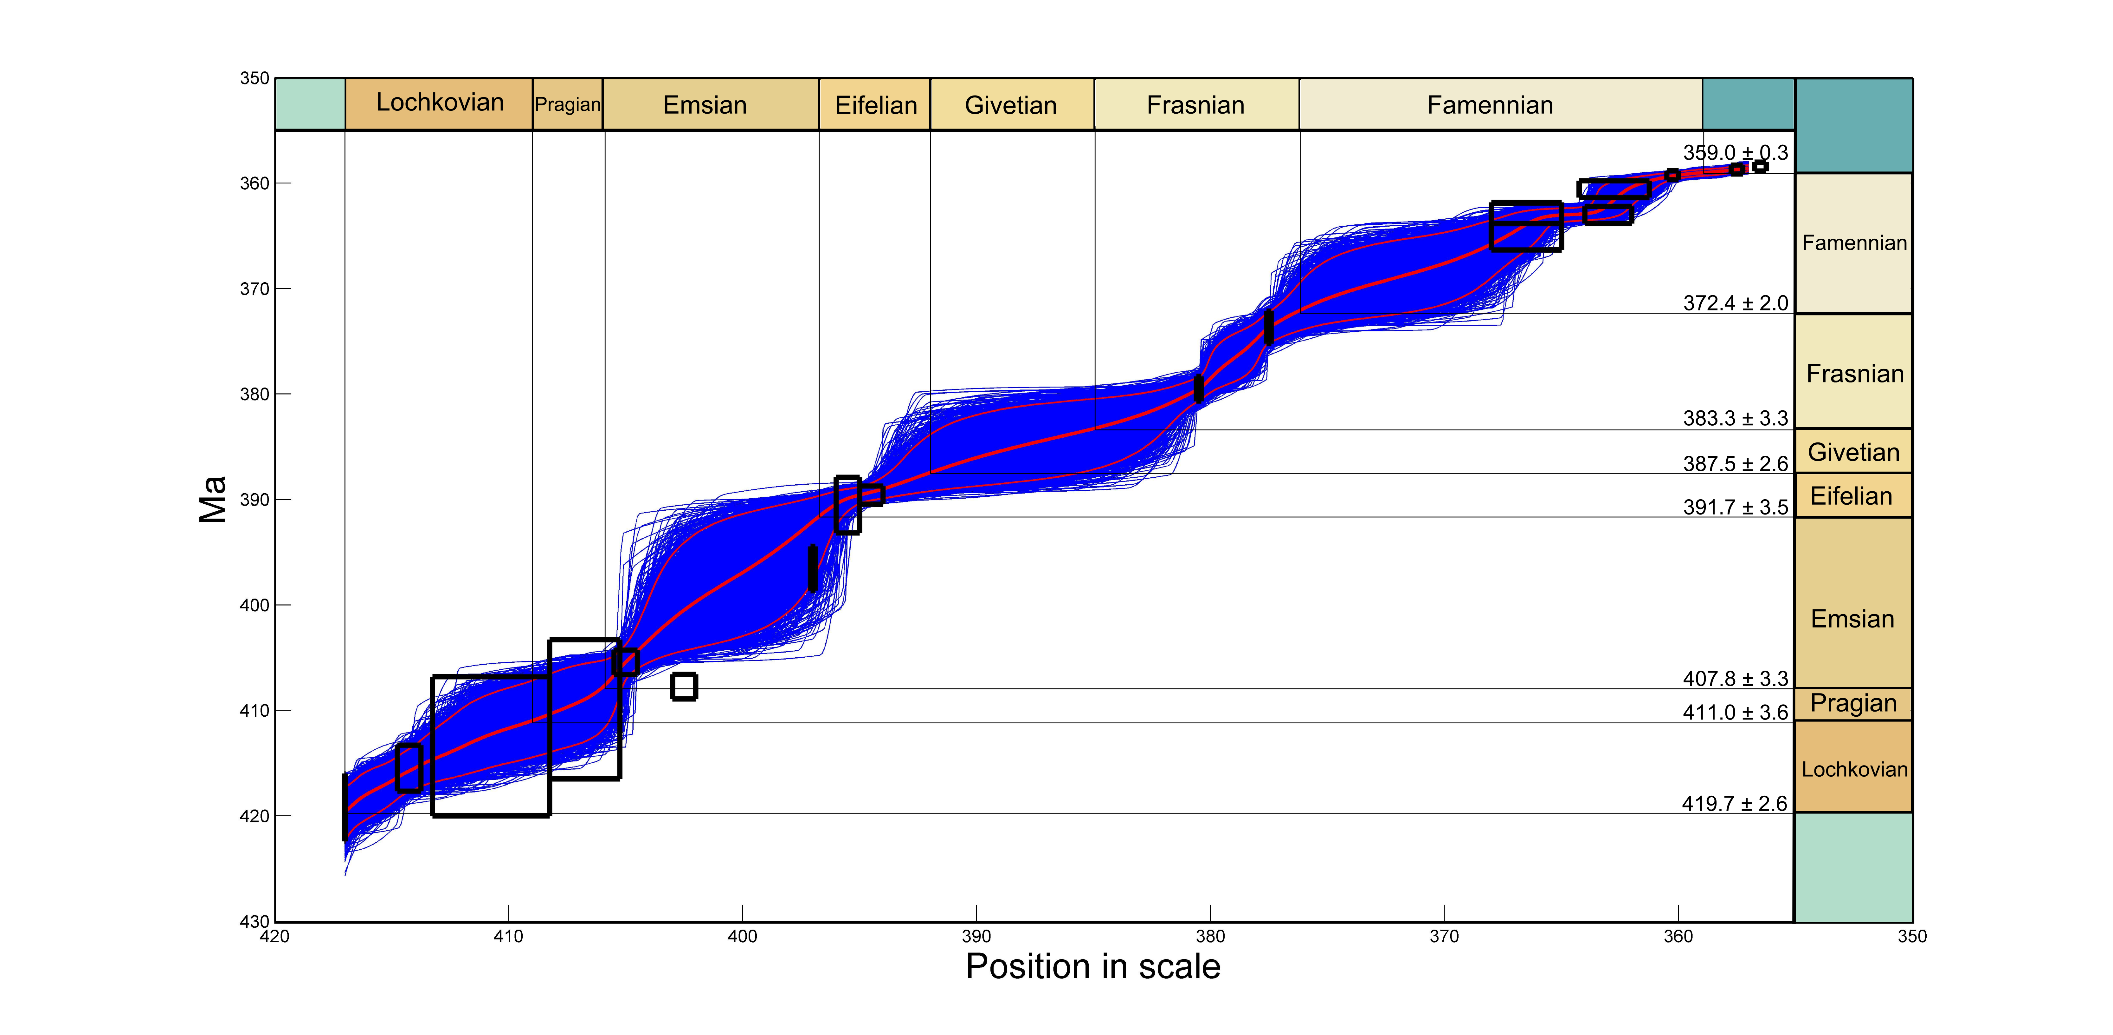 350
Lochkovian
Pragian
Emsian
Eifelian
Givetian
Frasnian
Famennian
359.0 ± 0.3
360
Famennian
370
372.4 ± 2.0
Frasnian
380
383.3 ± 3.3
Givetian
387.5 ± 2.6
390
Eifelian
391.7 ± 3.5
Ma
400
Emsian
407.8 ± 3.3
Pragian
410
411.0 ± 3.6
Lochkovian
419.7 ± 2.6
420
430
420
410
400
390
380
370
360
350
Position in scale